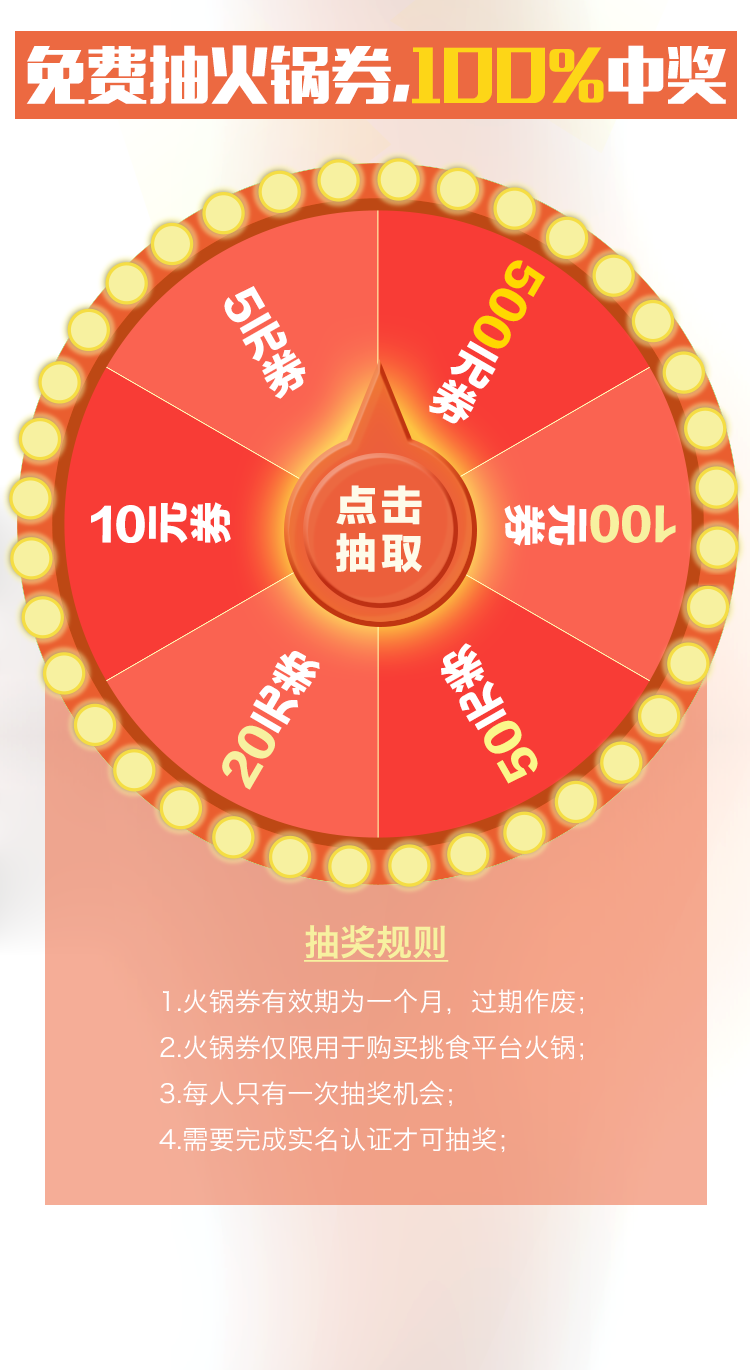 免费抽火锅券,100%中奖
5元券
500元券
10元券
100元券
20元券
50元券
点击
抽取
抽奖规则
1.火锅券有效期为一个月，过期作废；
2.火锅券仅限用于购买挑食平台火锅；
3.每人只有一次抽奖机会；
4.需要完成实名认证才可抽奖；